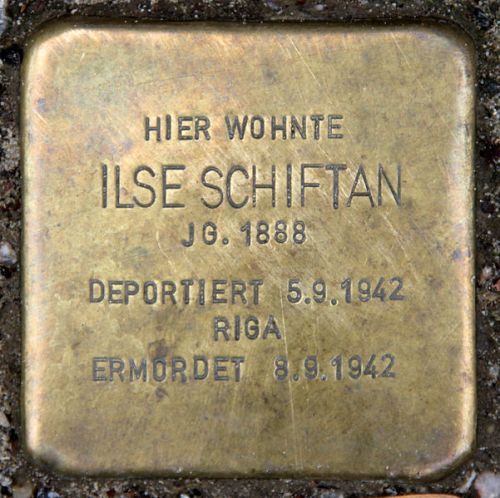 HIER WOHNTE
ILSE SCHIFTAN
JG. 1888
DEPORTIERT 5.9.1942
RIGA
ERMORDET 8.9.1942